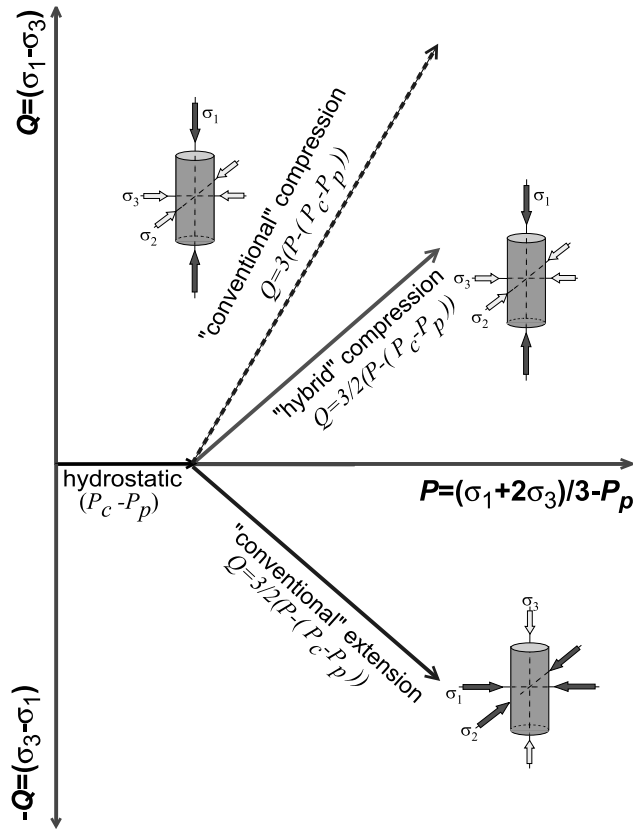 Q=(σ1-σ3)
σ1
σ3
σ2
"conventional" compression
Q=3(P-(Pc-Pp))
σ1
σ3
σ2
"hybrid" compression
Q=3/2(P-(Pc-Pp))
hydrostatic
(Pc -Pp)
P=(σ1+2σ3)/3-Pp
"conventional" extension
Q=3/2(P-(Pc-Pp))
σ3
σ1
σ2
-Q=(σ3-σ1)